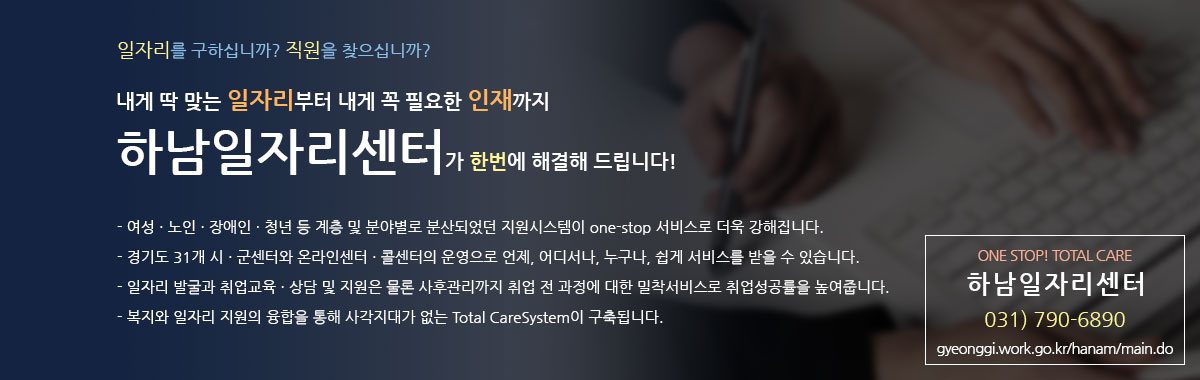 일자리를 구하십니까? 직원을 찾으십니까?
내게 딱 맞는 일자리부터 내게 꼭 필요한 인재까지
하남일자리센터가 한번에 해결해 드립니다!
- 여성 · 노인 · 장애인 · 청년 등 계층 및 분야별로 분산되었던 지원시스템이 one-stop 서비스로 더욱 강해집니다.
- 경기도 31개 시 · 군센터와 온라인센터 · 콜센터의 운영으로 언제, 어디서나, 누구나, 쉽게 서비스를 받을 수 있습니다.
- 일자리 발굴과 취업교육 · 상담 및 지원은 물론 사후관리까지 취업 전 과정에 대한 밀착서비스로 취업성공률을 높여줍니다.
- 복지와 일자리 지원의 융합을 통해 사각지대가 없는 Total CareSystem이 구축됩니다.
ONE STOP! TOTAL CARE
하남일자리센터
031) 790-6890
gyeonggi.work.go.kr/hanam/main.do